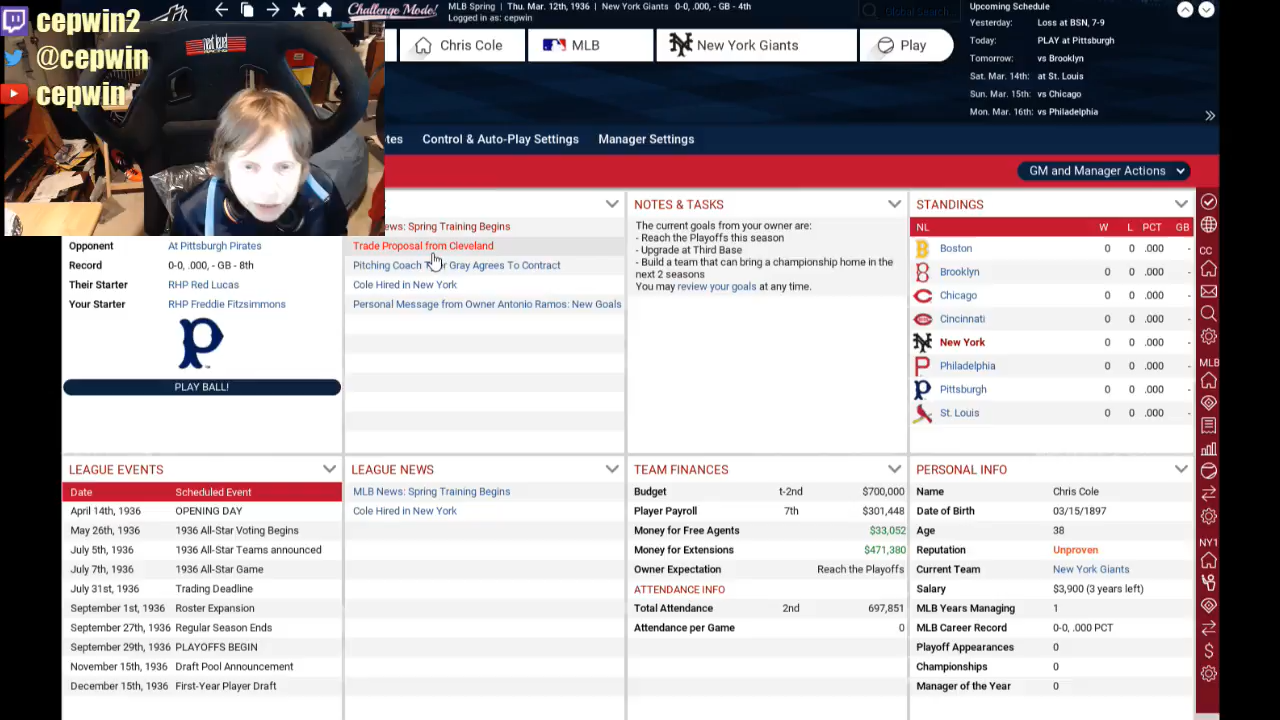 cepwin2
@cepwin
cepwin
Challenge Mode!
MLB Spring | Thu. Mar. 12th, 1936 | New York Giants 0-0, .000, - GB - 4th
Logged in as: cepwin
Global Search...
Upcoming Schedule
Yesterday: Loss at BSN, 7-9
Today: PLAY at Pittsburgh
Tomorrow: vs Brooklyn
Sat. Mar. 14th: at St. Louis
Sun. Mar. 15th: vs Chicago
Mon. Mar. 16th: vs Philadelphia
Chris Cole
MLB
New York Giants
Play
Control & Auto-Play Settings
Manager Settings
GM and Manager Actions
Opponent At Pittsburgh Pirates
Record 0-0, .000, - GB - 8th
Their Starter RHP Red Lucas
Your Starter RHP Freddie Fitzsimmons
P
PLAY BALL!
Spring Training Begins
Trade Proposal from Cleveland
Pitching Coach Gray Agrees To Contract
Cole Hired in New York
Personal Message from Owner Antonio Ramos: New Goals
NOTES & TASKS
The current goals from your owner are:
- Reach the Playoffs this season
- Upgrade at Third Base
- Build a team that can bring a championship home in the
next 2 seasons
You may review your goals at any time.
STANDINGS
NL W L PCT GB
Boston 0 0 .000 -
Brooklyn 0 0 .000 -
Chicago 0 0 .000 -
Cincinnati 0 0 .000 -
New York 0 0 .000 -
Philadelphia 0 0 .000 -
Pittsburgh 0 0 .000 -
St. Louis 0 0 .000 -
LEAGUE EVENTS
Date Scheduled Event
April 14th, 1936 OPENING DAY
May 26th, 1936 1936 All-Star Voting Begins
July 5th, 1936 1936 All-Star Teams announced
July 7th, 1936 1936 All-Star Game
July 31st, 1936 Trading Deadline
September 1st, 1936 Roster Expansion
September 27th, 1936 Regular Season Ends
September 29th, 1936 PLAYOFFS BEGIN
November 15th, 1936 Draft Pool Announcement
December 15th, 1936 First-Year Player Draft
LEAGUE NEWS
MLB News: Spring Training Begins
Cole Hired in New York
TEAM FINANCES
Budget t-2nd $700,000
Player Payroll 7th $301,448
Money for Free Agents $33,052
Money for Extensions $471,380
Owner Expectation Reach the Playoffs
ATTENDANCE INFO
Total Attendance 2nd 697,851
Attendance per Game 0
PERSONAL INFO
Name Chris Cole
Date of Birth 03/15/1897
Age 38
Reputation Unproven
Current Team New York Giants
Salary $3,900 (3 years left)
MLB Years Managing 1
MLB Career Record 0-0, .000 PCT
Playoff Appearances 0
Championships 0
Manager of the Year 0
CC
MLB
NY1